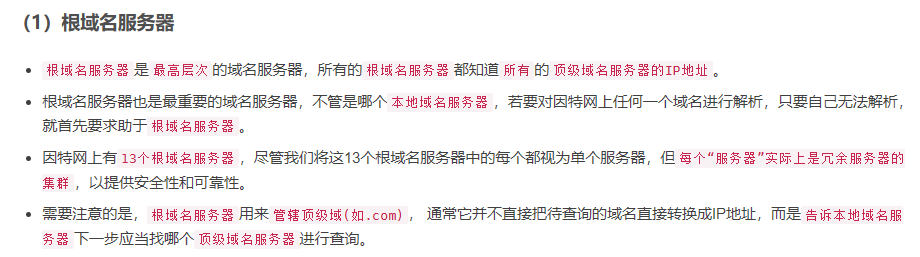 （1）根域名服务器
根域名服务器是最高层次的域名服务器，所有的根域名服务器都知道所有的顶级域名服务器的IP地址。
根域名服务器也是最重要的域名服务器，不管是哪个本地域名服务器，若要对因特网上任何一个域名进行解析，只要自己无法解析，
就首先要求助于根域名服务器。
因特网上有13个根域名服务器，尽管我们将这13个根域名服务器中的每个都视为单个服务器，但每个“服务器”实际上是冗余服务器的
集群，以提供安全性和可靠性。
需要注意的是，根域名服务器用来管辖顶级域(如.com)，通常它并不直接把待查询的域名直接转换成IP地址，而是告诉本地域名服
务器下一步应当找哪个顶级域名服务器进行查询。